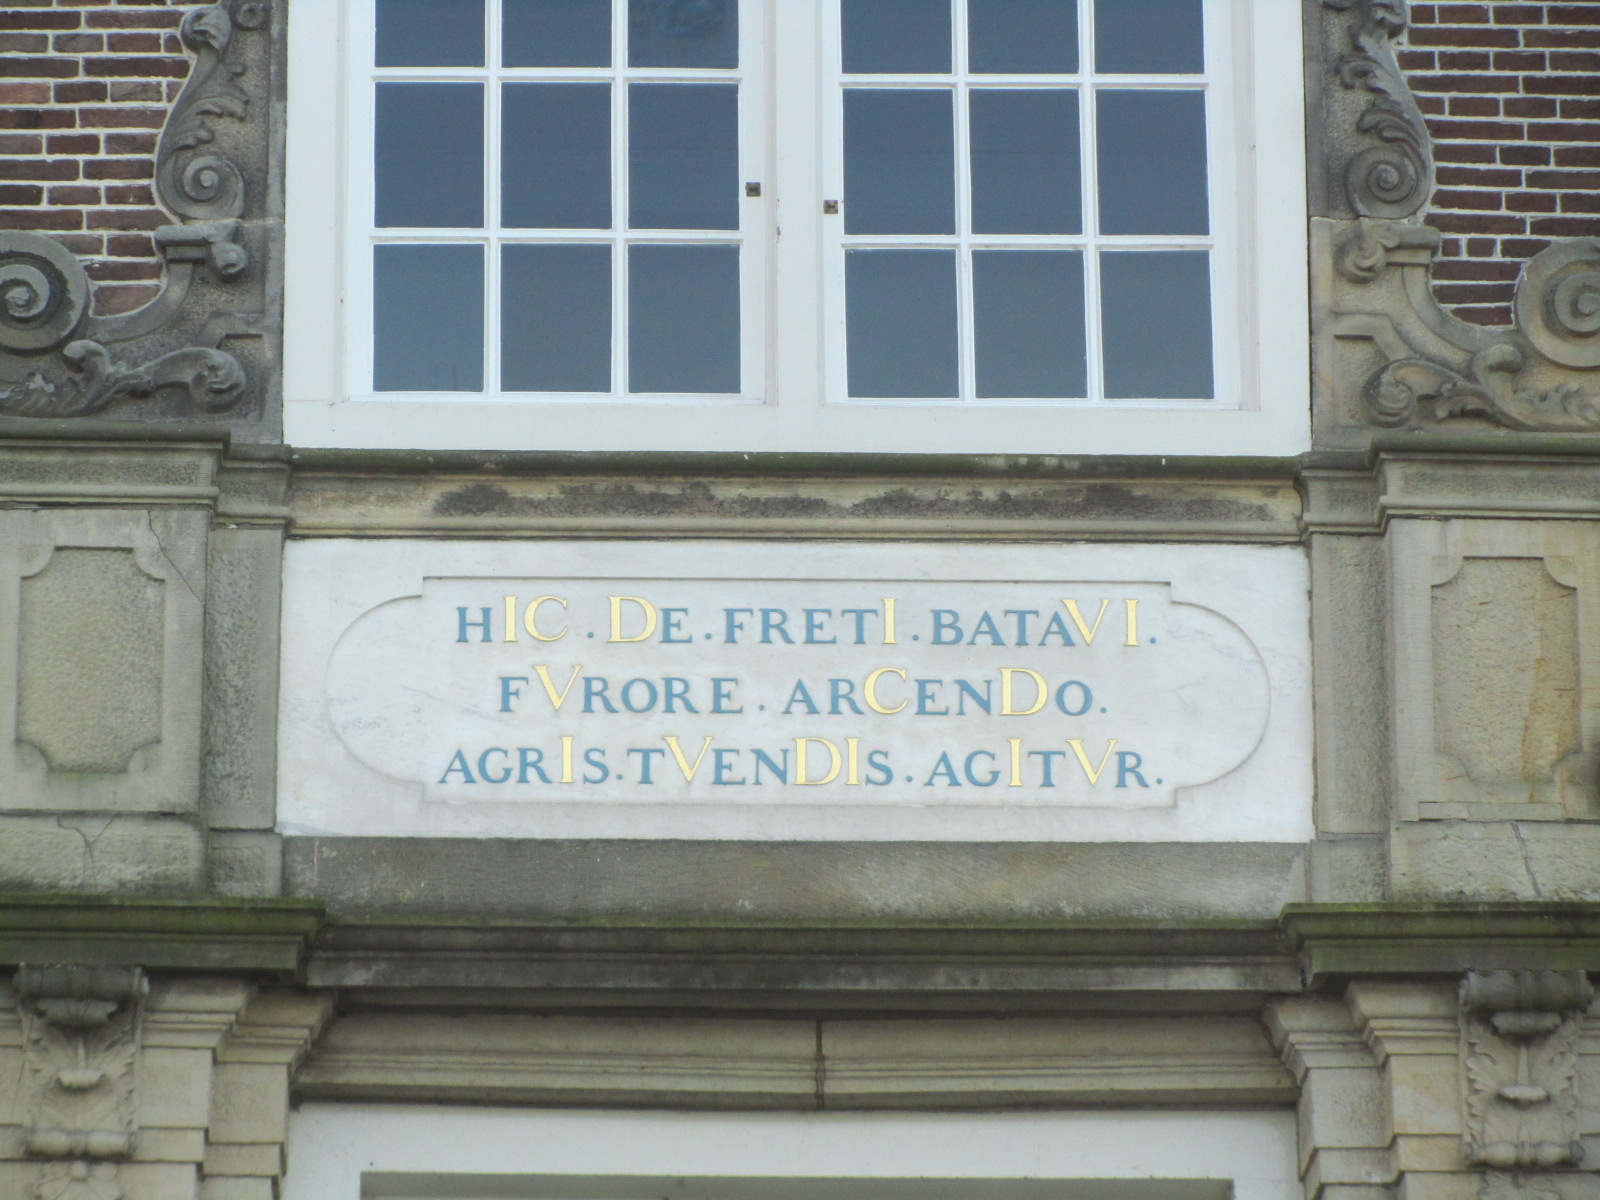 HIC . DE . FRETI . BATAVI .
FVRORE . ARCENDO .
AGRIS . TVENDIS . AGITVR .